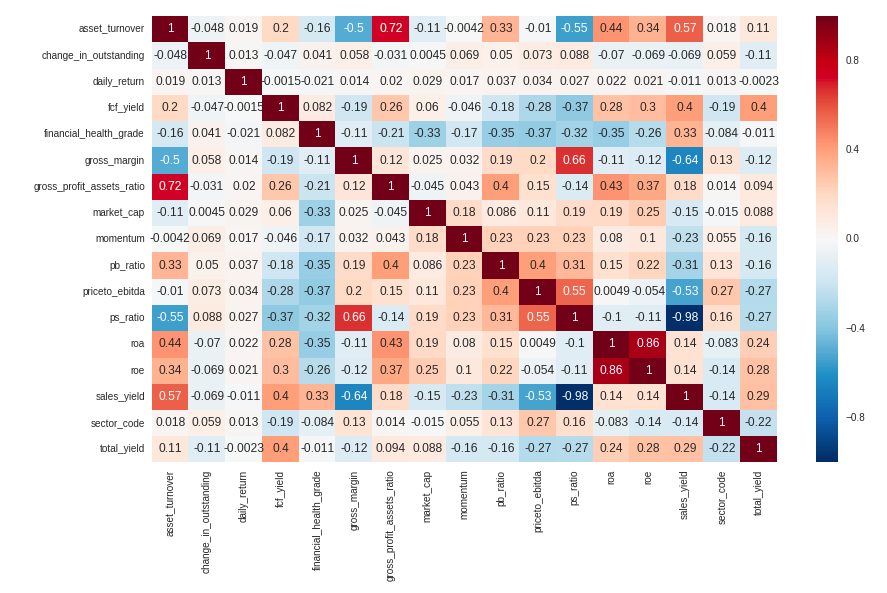 asset_turnover 1 -0.048 0.019 0.2 -0.16 -0.5 0.72 -0.11 -0.0042 0.33 -0.01 -0.55 0.44 0.34 0.57 0.018 0.11
change_in_outstanding -0.048 1 0.013 -0.047 0.041 0.058 -0.031 0.0045 0.069 0.05 0.073 0.088 -0.07 -0.069 -0.069 0.059 -0.11
daily_return 0.019 0.013 1 -0.0015 -0.021 0.014 0.02 0.029 0.017 0.037 0.034 0.027 0.022 0.021 -0.011 0.013 -0.0023
fcf_yield 0.2 -0.047 -0.0015 1 0.082 -0.19 0.26 0.06 -0.046 -0.18 -0.28 -0.37 0.28 0.3 0.4 -0.19 0.4
financial_health_grade -0.16 0.041 -0.021 0.082 1 -0.11 -0.21 -0.33 -0.17 -0.35 -0.37 -0.32 -0.35 -0.26 0.33 -0.084 -0.011
gross_margin -0.5 0.058 0.014 -0.19 -0.11 1 0.12 0.025 0.032 0.19 0.2 0.66 -0.11 -0.12 -0.64 0.13 -0.12
gross_profit_assets_ratio 0.72 -0.031 0.02 0.26 -0.21 0.12 1 -0.045 0.043 0.4 0.15 -0.14 0.43 0.37 0.18 0.014 0.094
market_cap -0.11 0.0045 0.029 0.06 -0.33 0.025 -0.045 1 0.18 0.086 0.11 0.19 0.19 0.25 -0.15 -0.015 0.088
momentum -0.0042 0.069 0.017 -0.046 -0.17 0.032 0.043 0.18 1 0.23 0.23 0.23 0.08 0.1 -0.23 0.055 -0.16
pb_ratio 0.33 0.05 0.037 -0.18 -0.35 0.19 0.4 0.086 0.23 1 0.4 0.31 0.15 0.22 -0.31 0.13 -0.16
priceto_ebitda -0.01 0.073 0.034 -0.28 -0.37 0.2 0.15 0.11 0.23 0.4 1 0.55 0.0049 -0.054 -0.53 0.27 -0.27
ps_ratio -0.55 0.088 0.027 -0.37 -0.32 0.66 -0.14 0.19 0.23 0.31 0.55 1 -0.1 -0.11 -0.98 0.16 -0.27
roa 0.44 -0.07 0.022 0.28 -0.35 -0.11 0.43 0.19 0.08 0.15 0.0049 -0.1 1 0.86 0.14 -0.083 0.24
roe 0.34 -0.069 0.021 0.3 -0.26 -0.12 0.37 0.25 0.1 0.22 -0.054 -0.11 0.86 1 0.14 -0.14 0.28
sales_yield 0.57 -0.069 -0.011 0.4 0.33 -0.64 0.18 -0.15 -0.23 -0.31 -0.53 -0.98 0.14 0.14 1 -0.14 0.29
sector_code 0.018 0.059 0.013 -0.19 -0.084 0.13 0.014 -0.015 0.055 0.13 0.27 0.16 -0.083 -0.14 -0.14 1 -0.22
total_yield 0.11 -0.11 -0.0023 0.4 -0.011 -0.12 0.094 0.088 -0.16 -0.16 -0.27 -0.27 0.24 0.28 0.29 -0.22 1
asset_turnover
change_in_outstanding
daily_return
fcf_yield
financial_health_grade
gross_margin
gross_profit_assets_ratio
market_cap
momentum
pb_ratio
priceto_ebitda
ps_ratio
roa
roe
sales_yield
sector_code
total_yield
0.8
0.4
0.0
-0.4
-0.8